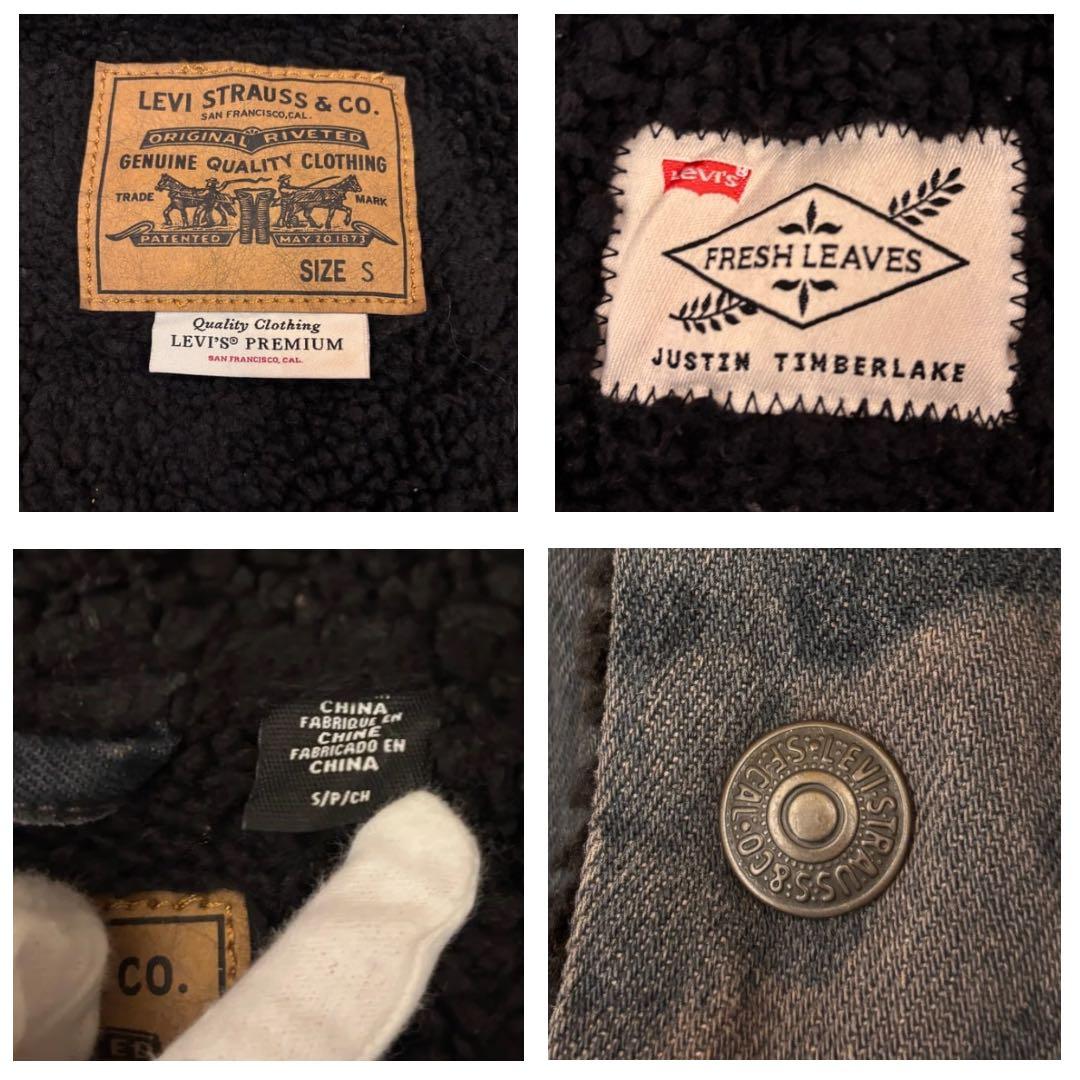 LEVI STRAUSS & CO.
SAN FRANCISCO, CAL.
ORIGINAL RIVETED
GENUINE QUALITY CLOTHING
TRADE MARK
PATENTED MAY 20 1873
SIZE S
Quality Clothing
LEVI'S® PREMIUM
SAN FRANCISCO, CAL.
Levi's®
FRESH LEAVES
JUSTIN TIMBERLAKE
CHINA
FABRIQUE EN
CHINE
FABRICADO EN
CHINA
S/P/CH
CO.
LEVI·STRAUSS·&·CO·S·F·CAL·